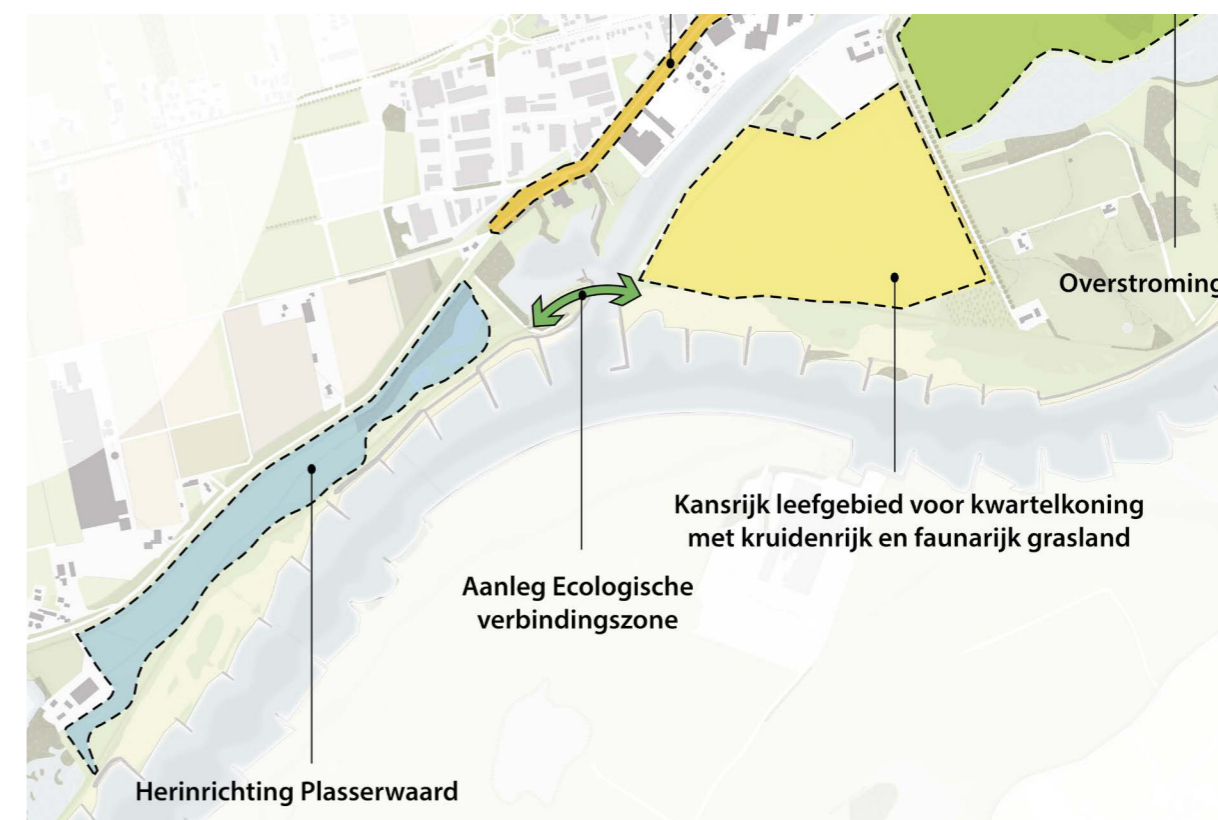 Overstroming
Kansrijk leefgebied voor kwartelkoning
met kruidenrijk en faunarijk grasland
Aanleg Ecologische
verbindingszone
Herinrichting Plasserwaard